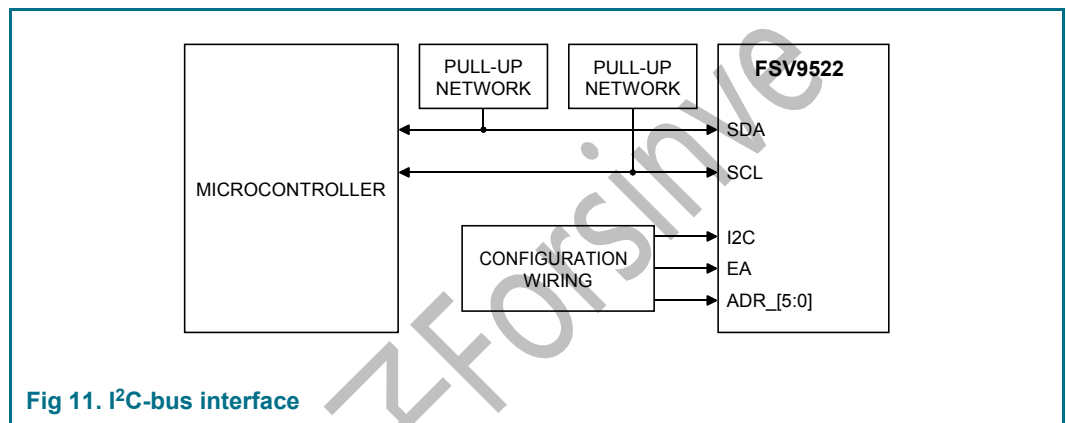 PULL-UP
NETWORK
PULL-UP
NETWORK
FSV9522
SDA
SCL
MICROCONTROLLER
I2C
CONFIGURATION
WIRING
EA
ADR_[5:0]
ZForsinve
Fig 11. I²C-bus interface